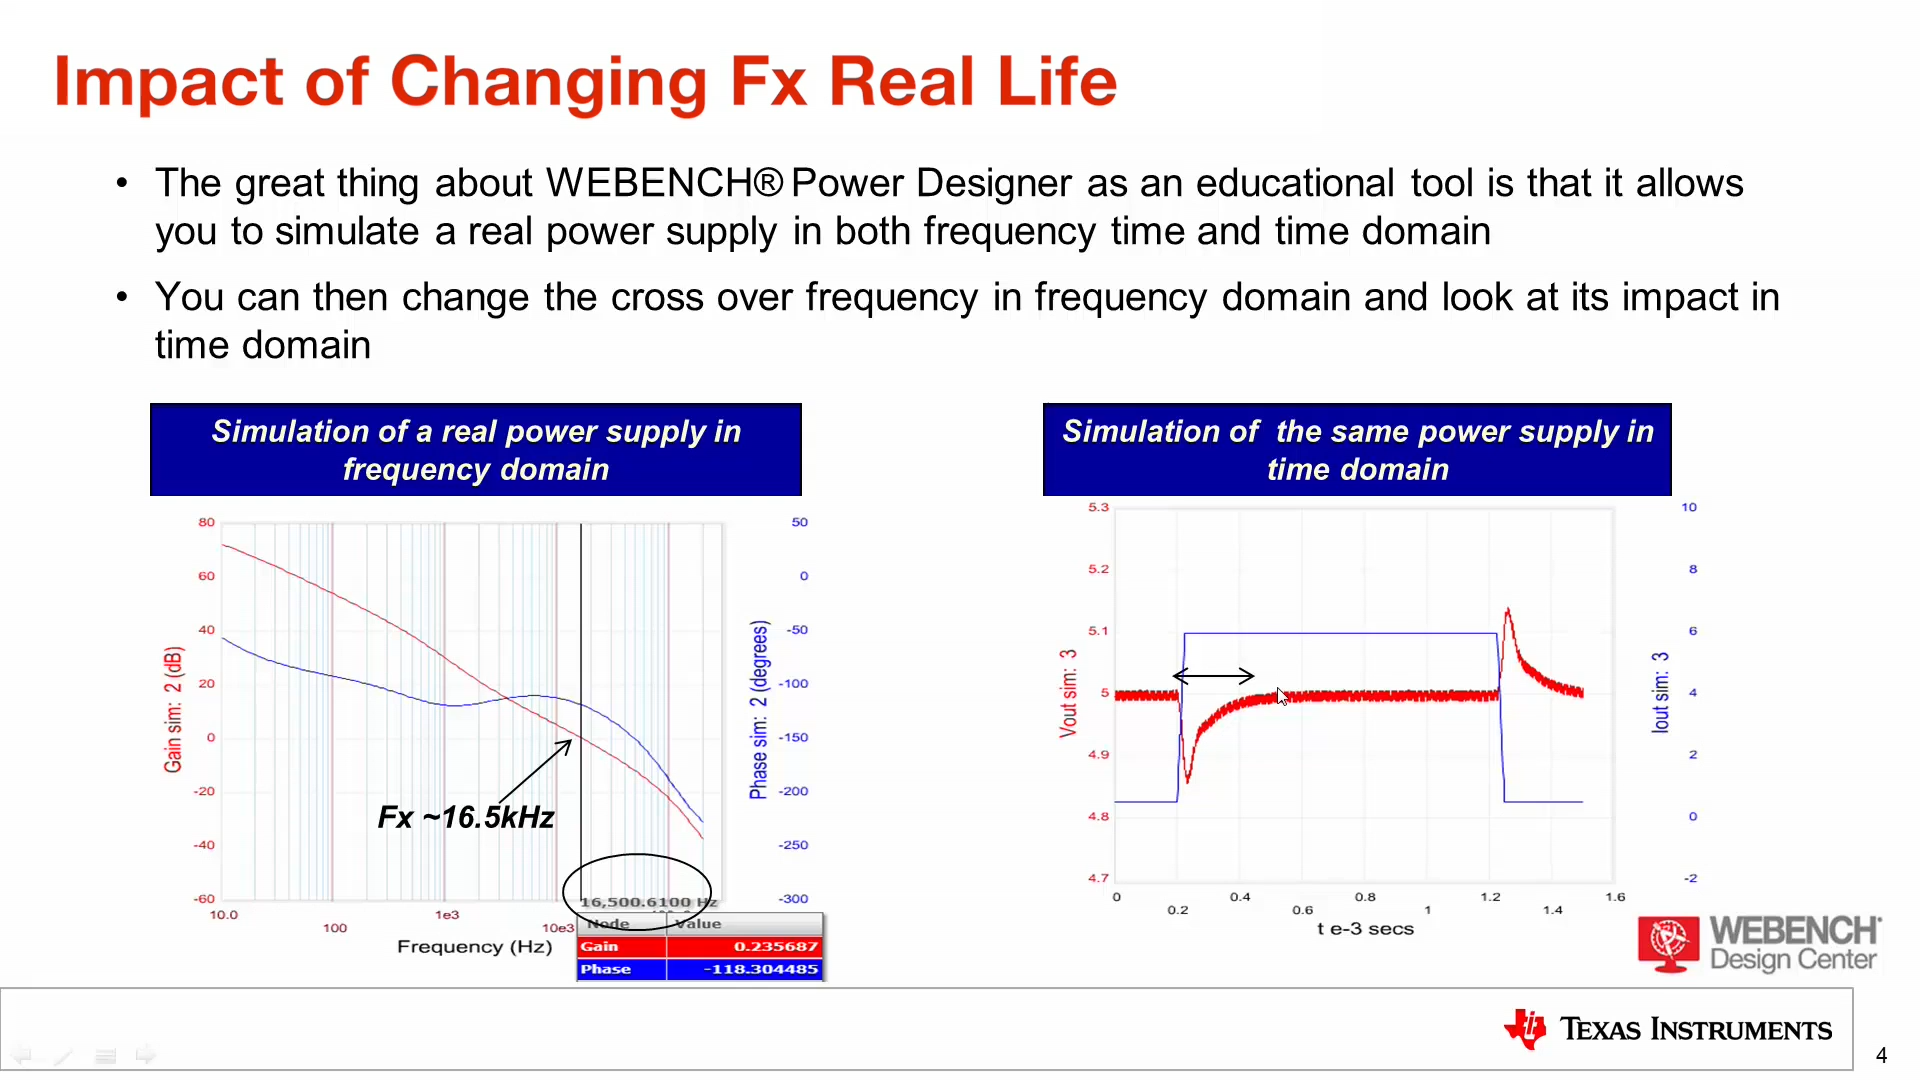 Impact of Changing Fx Real Life
• The great thing about WEBENCH® Power Designer as an educational tool is that it allows
you to simulate a real power supply in both frequency time and time domain
• You can then change the cross over frequency in frequency domain and look at its impact in
time domain
Simulation of a real power supply in
frequency domain
80
60
40
20
0
-20
-40
-60
Gain sim: 2 (dB)
50
0
-50
-100
-150
-200
-250
-300
Phase sim: 2 (degrees)
Fx ~16.5kHz
16,500.6100 Hz
10.0
100
1e3
10e3
Frequency (Hz)
Node Value
Gain 0.235687
Phase -118.304485
Simulation of the same power supply in
time domain
5.3
5.2
5.1
5
4.9
4.8
4.7
Vout sim: 3
10
8
6
4
2
0
-2
Iout sim: 3
0
0.2
0.4
0.6
0.8
1
1.2
1.4
1.6
t e-3 secs
WEBENCH®
Design Center
TEXAS INSTRUMENTS
4